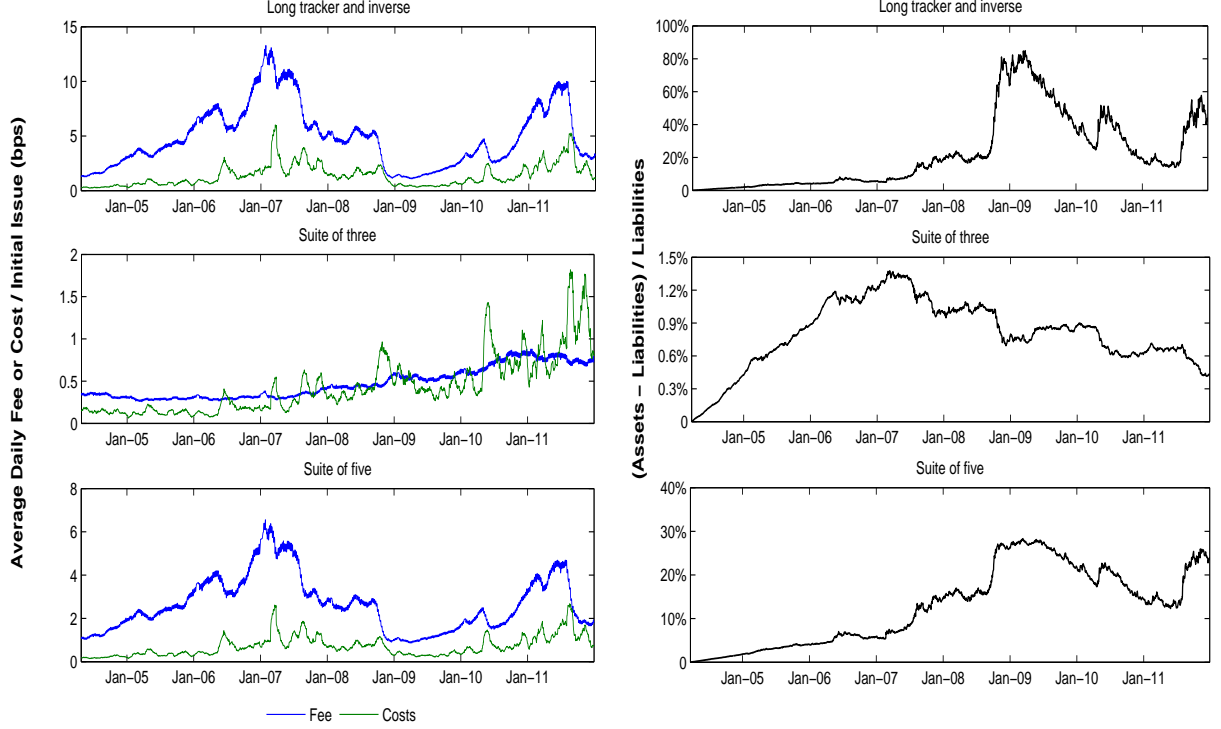 Long tracker and inverse
15
10
5
0
Jan–05 Jan–06 Jan–07 Jan–08 Jan–09 Jan–10 Jan–11
Suite of three
2
1.5
1
0.5
0
Jan–05 Jan–06 Jan–07 Jan–08 Jan–09 Jan–10 Jan–11
Suite of five
8
6
4
2
0
Jan–05 Jan–06 Jan–07 Jan–08 Jan–09 Jan–10 Jan–11
Average Daily Fee or Cost / Initial Issue (bps)
Fee Costs
Long tracker and inverse
100%
80%
60%
40%
20%
0
Jan–05 Jan–06 Jan–07 Jan–08 Jan–09 Jan–10 Jan–11
Suite of three
1.5%
1.2%
0.9%
0.6%
0.3%
0
Jan–05 Jan–06 Jan–07 Jan–08 Jan–09 Jan–10 Jan–11
Suite of five
40%
30%
20%
10%
0
Jan–05 Jan–06 Jan–07 Jan–08 Jan–09 Jan–10 Jan–11
(Assets – Liabilities) / Liabilities